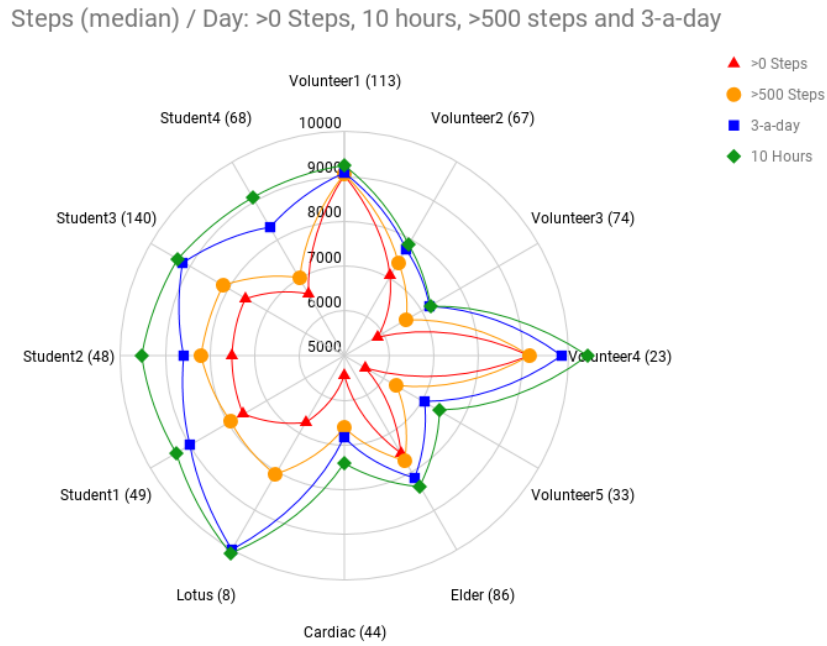 Steps (median) / Day: >0 Steps, 10 hours, >500 steps and 3-a-day
>0 Steps
>500 Steps
3-a-day
10 Hours
Volunteer1 (113)
Student4 (68)
Volunteer2 (67)
10000
9000
Student3 (140)
Volunteer3 (74)
8000
7000
6000
5000
Student2 (48)
Volunteer4 (23)
Student1 (49)
Volunteer5 (33)
Lotus (8)
Elder (86)
Cardiac (44)